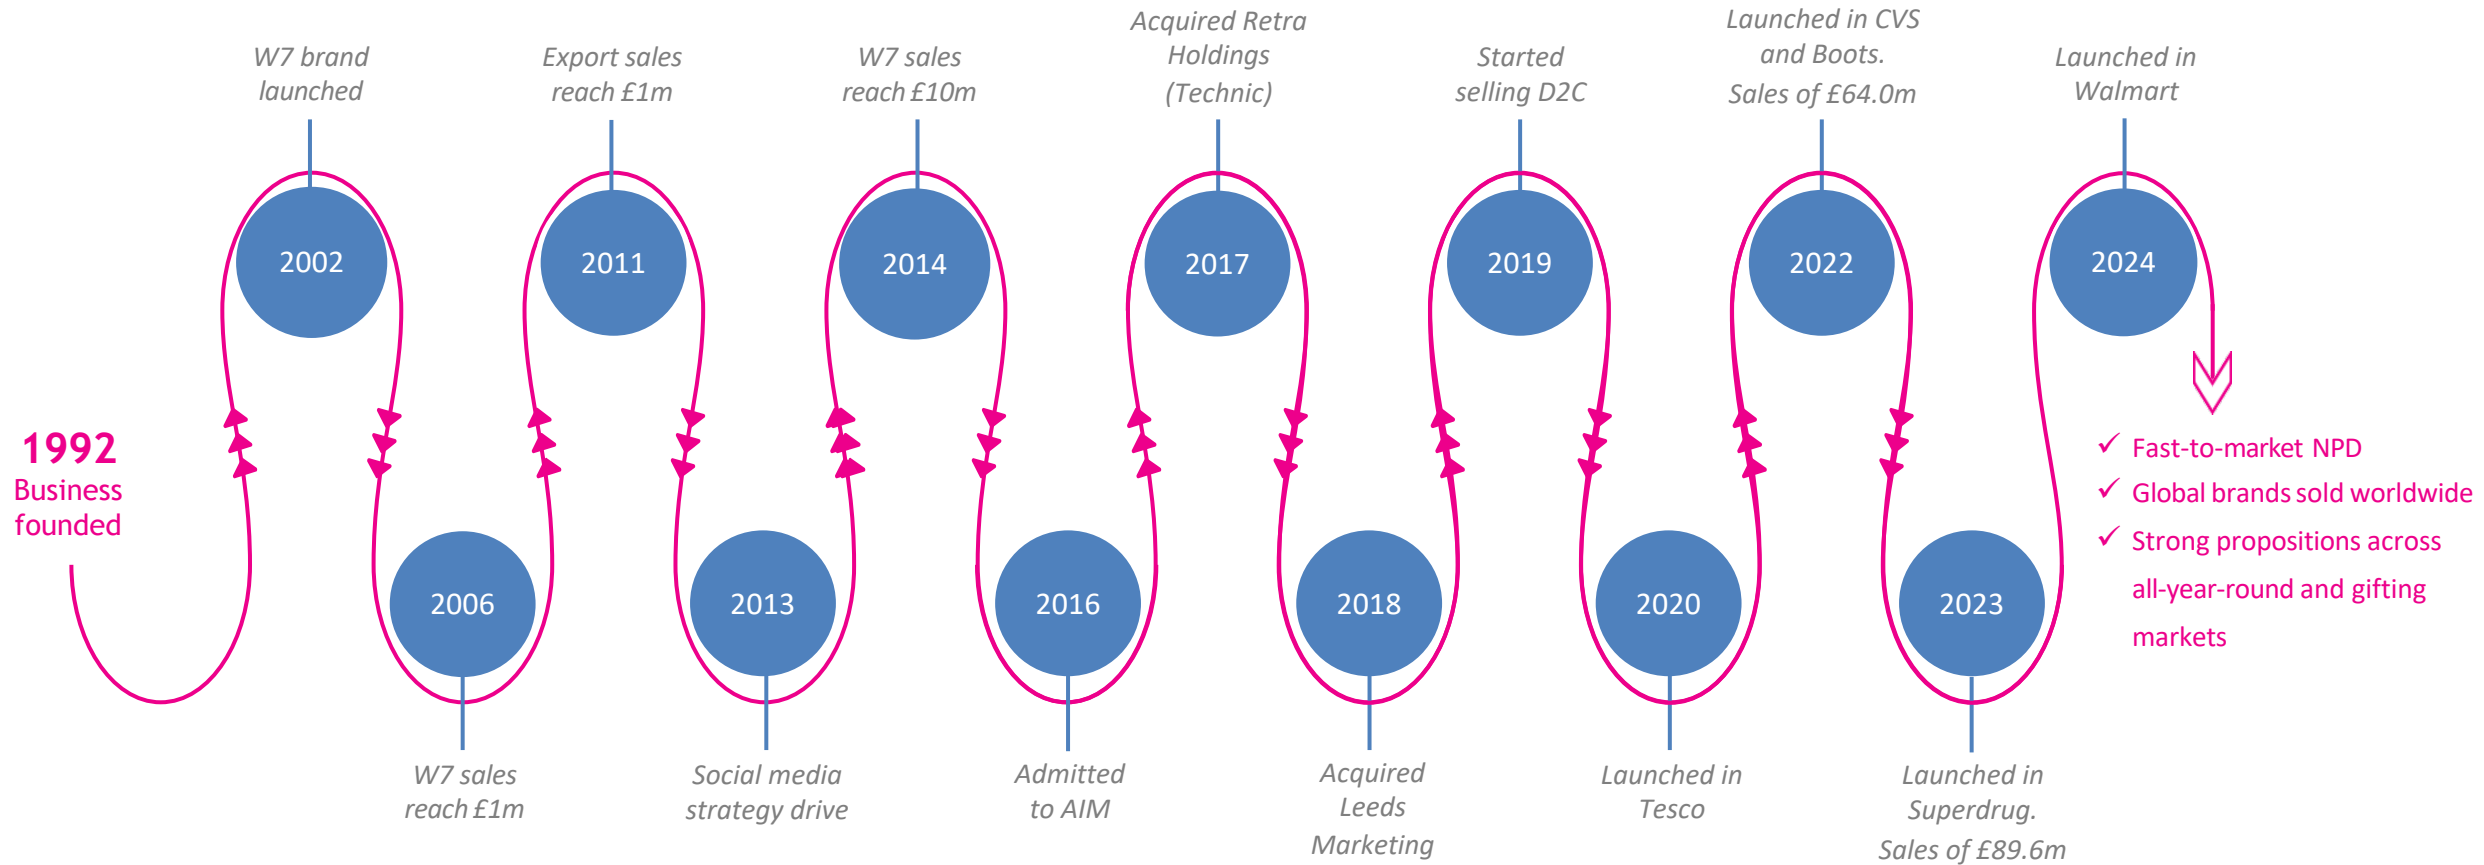 1992
Business
founded
W7 brand
launched
2002
2006
W7 sales
reach £1m
Export sales
reach £1m
2011
2013
Social media
strategy drive
W7 sales
reach £10m
2014
2016
Admitted
to AIM
Acquired Retra
Holdings
(Technic)
2017
2018
Acquired
Leeds
Marketing
Started
selling D2C
2019
2020
Launched in
Tesco
Launched in CVS
and Boots.
Sales of £64.0m
2022
2023
Launched in
Superdrug.
Sales of £89.6m
Launched in
Walmart
2024
✓ Fast-to-market NPD
✓ Global brands sold worldwide
✓ Strong propositions across
all-year-round and gifting
markets